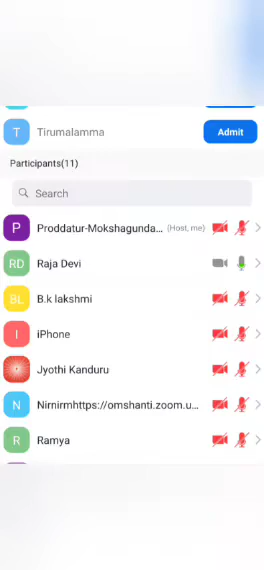 T Tirumalamma Admit
Participants(11)
Search
P Proddatur-Mokshagunda... (Host, me)
RD Raja Devi
BL B.k lakshmi
I iPhone
Jyothi Kanduru
N Nirnirmhttps://omshanti.zoom.u...
R Ramya